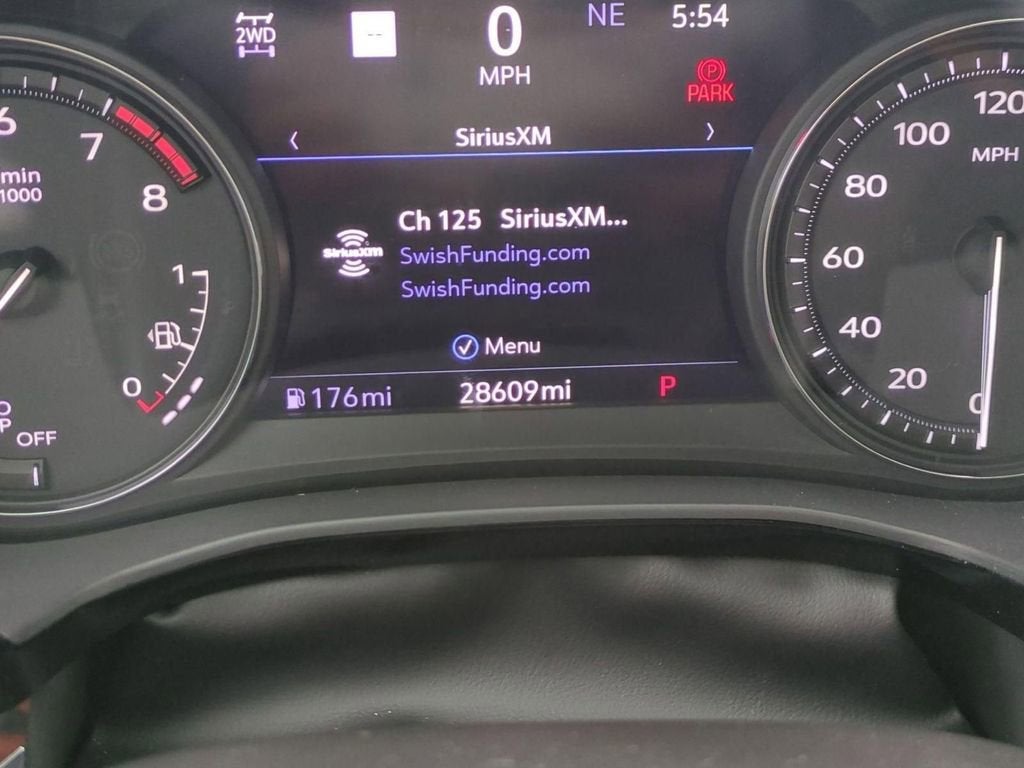 2WD
--
0
MPH
NE
5:54
P
PARK
‹ SiriusXM ›
6
7
8
min
1000
1
0
OFF
SiriusXM
Ch 125 SiriusXM...
SwishFunding.com
SwishFunding.com
Menu
176mi
28609mi
P
120
100
MPH
80
60
40
20
0